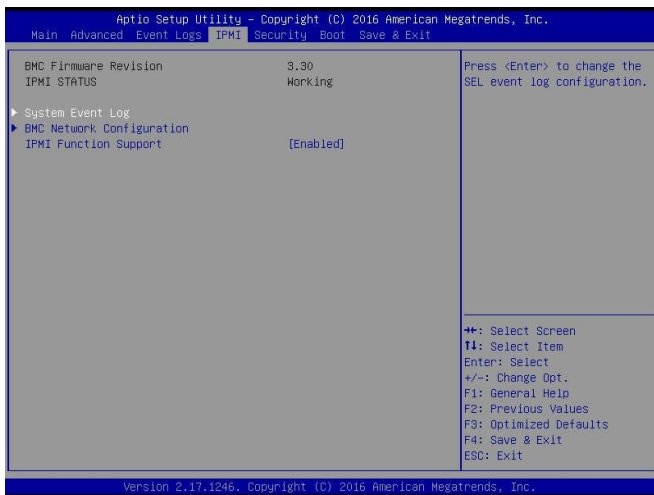 Aptio Setup Utility – Copyright (C) 2016 American Megatrends, Inc.
Main Advanced Event Logs IPMI Security Boot Save & Exit
BMC Firmware Revision 3.30
IPMI STATUS Working
▶ System Event Log
▶ BMC Network Configuration
IPMI Function Support [Enabled]
Press <Enter> to change the
SEL event log configuration.
→←: Select Screen
↑↓: Select Item
Enter: Select
+/-: Change Opt.
F1: General Help
F2: Previous Values
F3: Optimized Defaults
F4: Save & Exit
ESC: Exit
Version 2.17.1246. Copyright (C) 2016 American Megatrends, Inc.